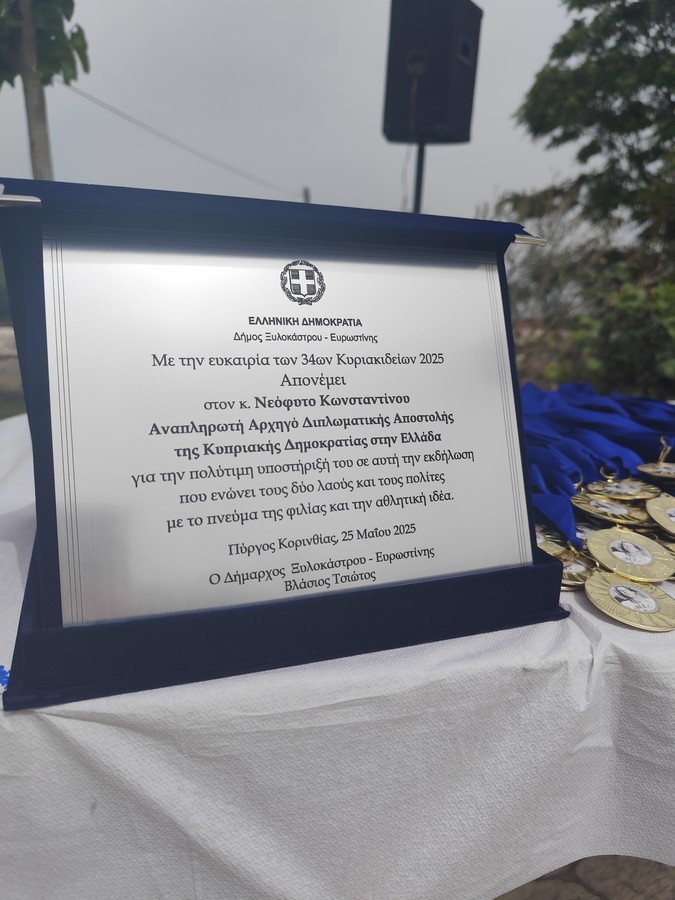 ΕΛΛΗΝΙΚΗ ΔΗΜΟΚΡΑΤΙΑ
Δήμος Ξυλοκάστρου - Ευρωστίνης
Με την ευκαιρία των 34ων Κυριακιδείων 2025
Απονέμει
στον κ. Νεόφυτο Κωνσταντίνου
Αναπληρωτή Αρχηγό Διπλωματικής Αποστολής
της Κυπριακής Δημοκρατίας στην Ελλάδα
για την πολύτιμη υποστήριξή του σε αυτή την εκδήλωση
που ενώνει τους δύο λαούς και τους πολίτες
με το πνεύμα της φιλίας και την αθλητική ιδέα.
Πύργος Κορινθίας, 25 Μαΐου 2025
Ο Δήμαρχος Ξυλοκάστρου - Ευρωστίνης
Βλάσιος Τσιώτος